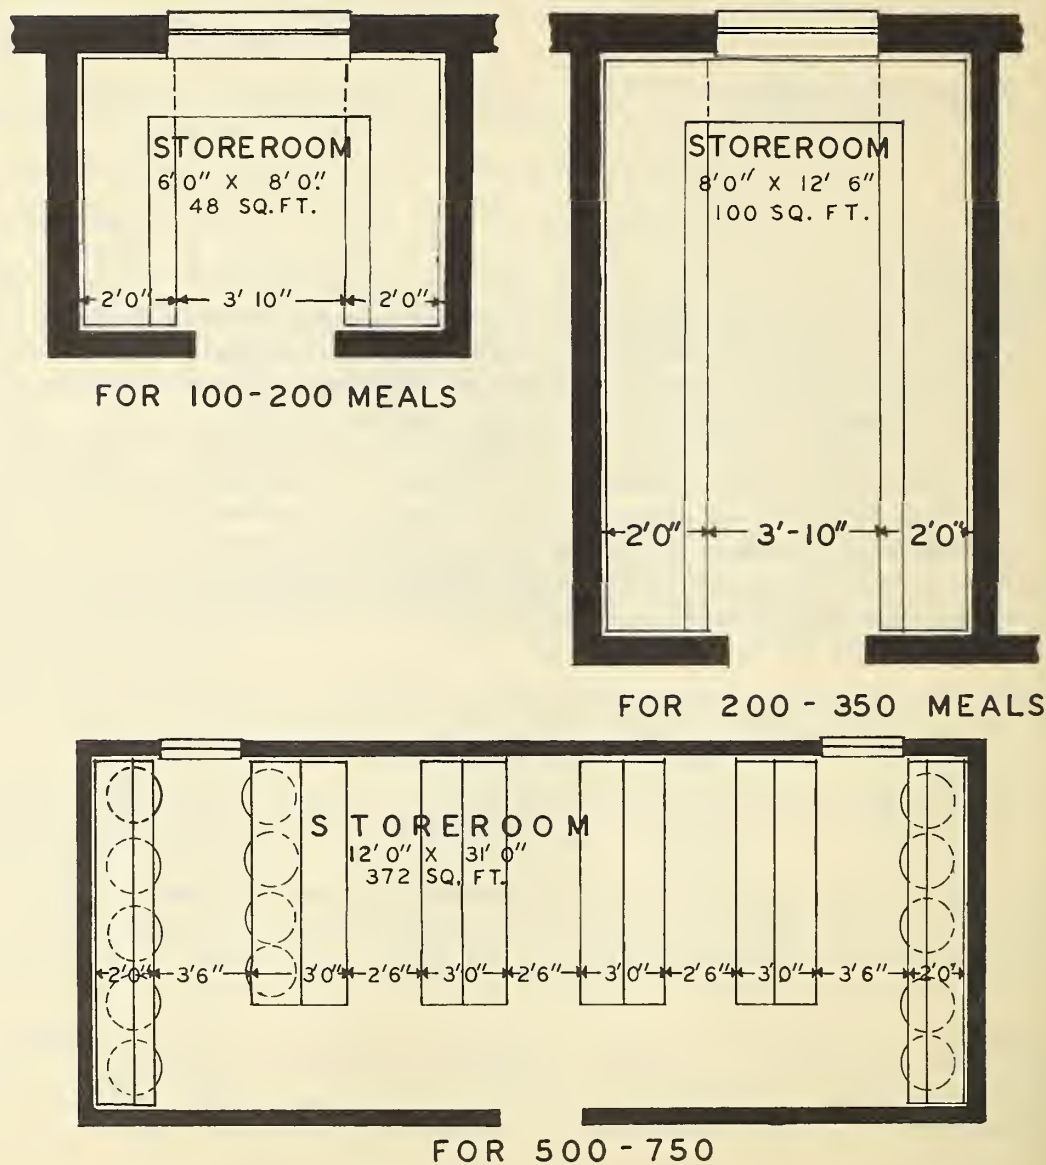 STOREROOM
6'0" X 8'0"
48 SQ.FT.
2'0" 3'10" 2'0"
FOR 100-200 MEALS
STOREROOM
8'0" X 12'6"
100 SQ. FT.
2'0" 3'-10" 2'0"
FOR 200-350 MEALS
STOREROOM
12'0" X 31'0"
372 SQ. FT.
2'0" 3'6" 3'0" 2'6" 3'0" 2'6" 3'0" 2'6" 3'0" 3'6" 2'0"
FOR 500-750